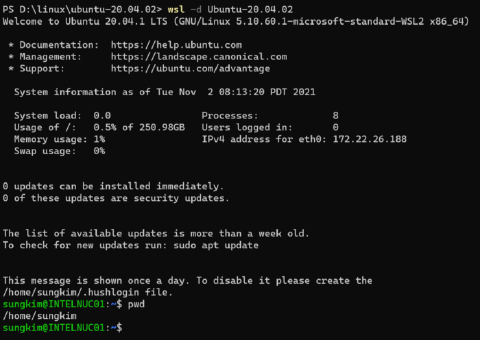 PS D:\linux\ubuntu-20.04.02> wsl -d Ubuntu-20.04.02
Welcome to Ubuntu 20.04.1 LTS (GNU/Linux 5.10.60.1-microsoft-standard-WSL2 x86_64)
* Documentation:  https://help.ubuntu.com
* Management:     https://landscape.canonical.com
* Support:        https://ubuntu.com/advantage
System information as of Tue Nov  2 08:13:20 PDT 2021
System load:  0.0                Processes:             8
Usage of /:   0.5% of 250.98GB   Users logged in:       0
Memory usage: 1%                 IPv4 address for eth0: 172.22.26.188
Swap usage:   0%
0 updates can be installed immediately.
0 of these updates are security updates.
The list of available updates is more than a week old.
To check for new updates run: sudo apt update
This message is shown once a day. To disable it please create the
/home/sungkim/.hushlogin file.
sungkim@INTELNUC01:~$ pwd
/home/sungkim
sungkim@INTELNUC01:~$